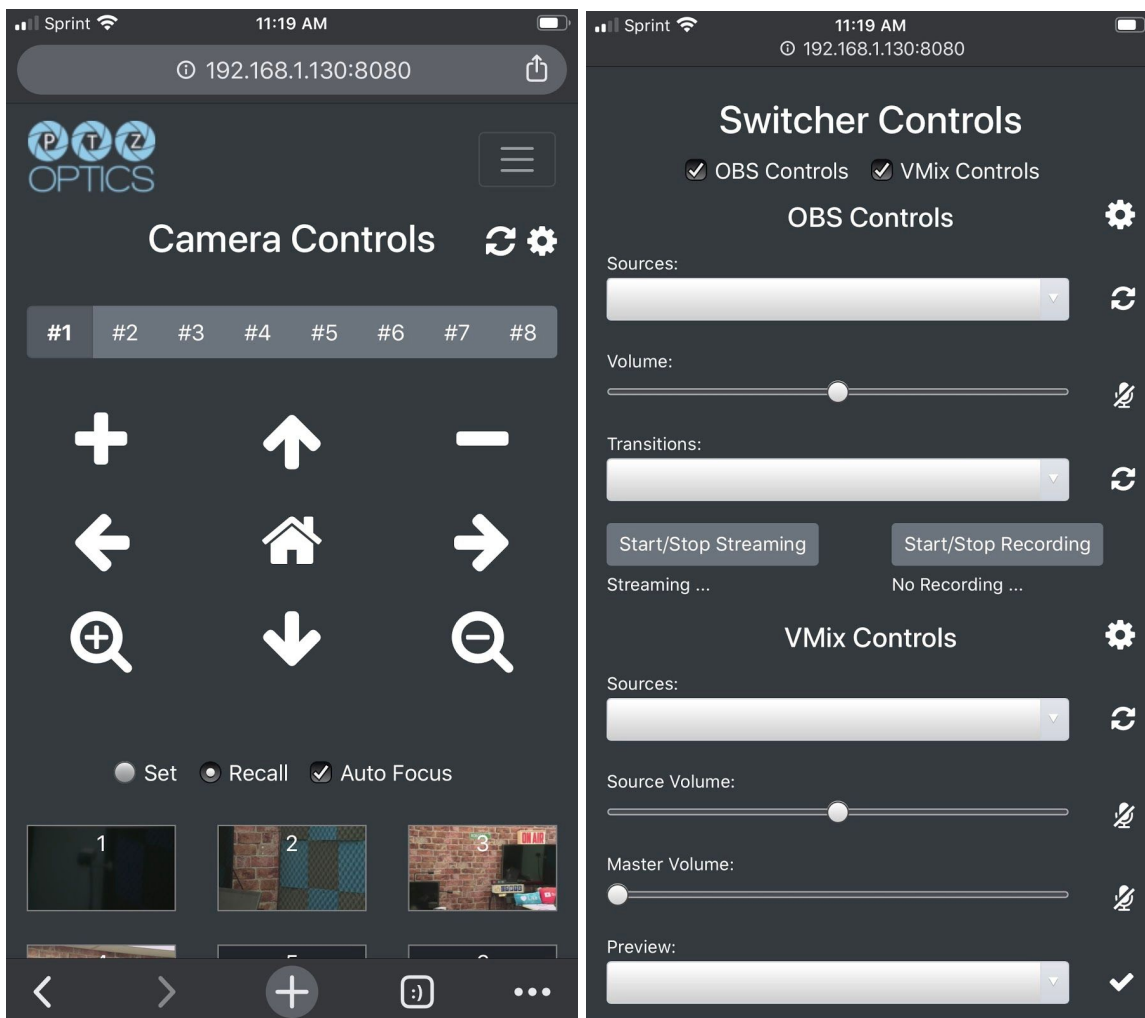 Sprint 11:19 AM
192.168.1.130:8080
P T Z
OPTICS
Camera Controls
#1 #2 #3 #4 #5 #6 #7 #8
Set Recall Auto Focus
1 2 3
ON AIR
:)
Sprint 11:19 AM
192.168.1.130:8080
Switcher Controls
OBS Controls VMix Controls
OBS Controls
Sources:
Volume:
Transitions:
Start/Stop Streaming Start/Stop Recording
Streaming ... No Recording ...
VMix Controls
Sources:
Source Volume:
Master Volume:
Preview: